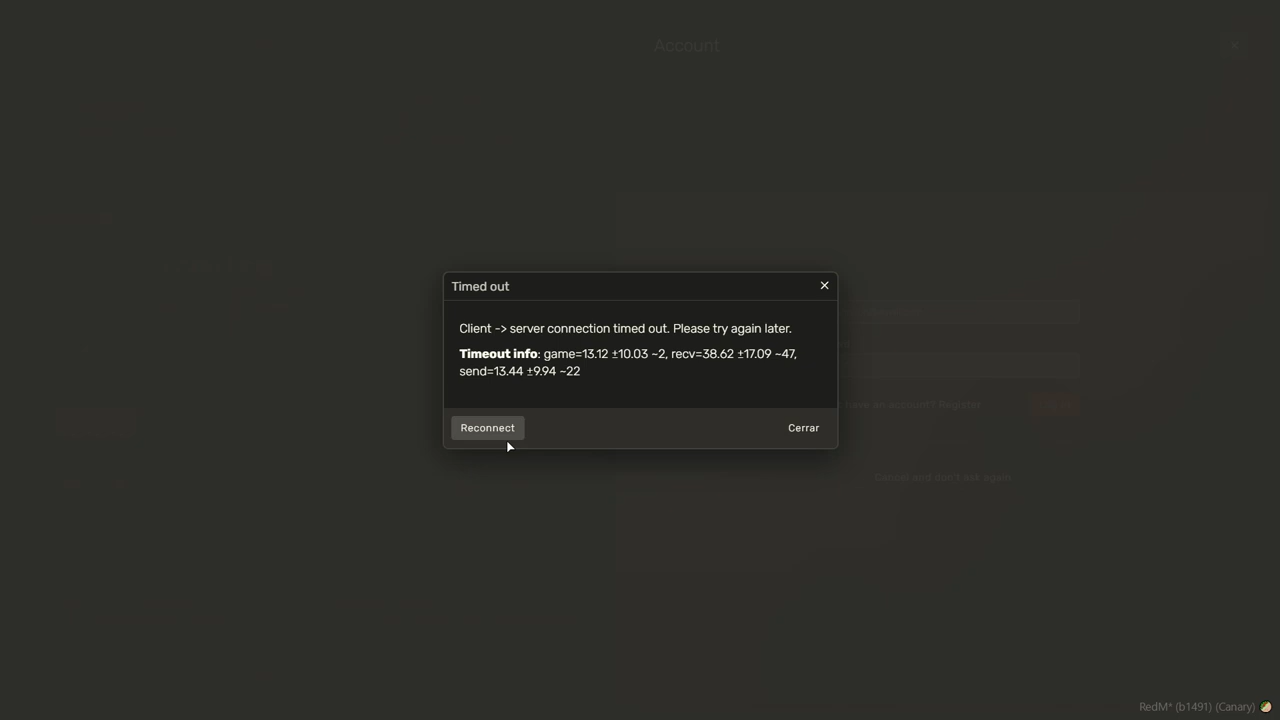 Account
Timed out
Client -> server connection timed out. Please try again later.
Timeout info: game=13.12 ±10.03 ~2, recv=38.62 ±17.09 ~47,
send=13.44 ±9.94 ~22
have an account? Register
Reconnect
Cerrar
Cancel and don't ask again
RedM* (b1491) (Canary)